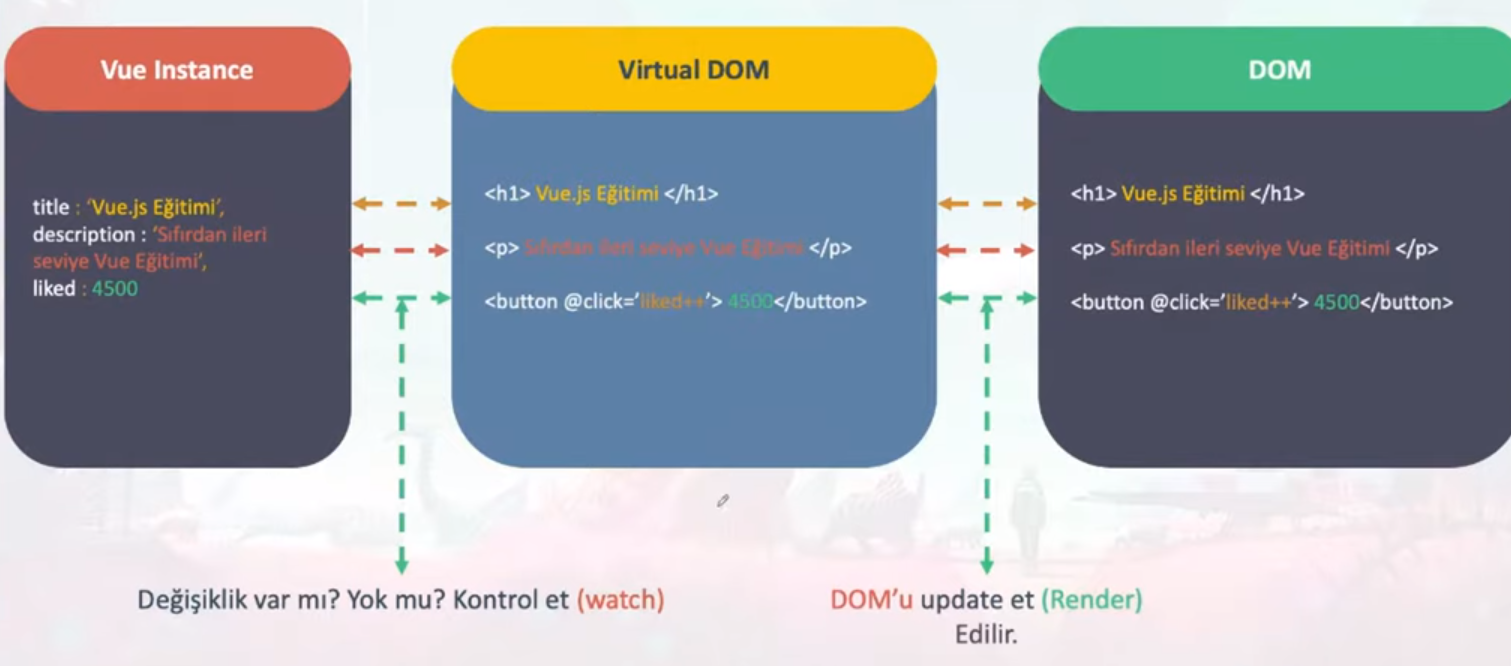 Vue Instance
title : 'Vue.js Eğitimi',
description : 'Sıfırdan ileri
seviye Vue Eğitimi',
liked : 4500
Virtual DOM
<h1> Vue.js Eğitimi </h1>
<p> Sıfırdan ileri seviye Vue Eğitimi </p>
<button @click='liked++'> 4500</button>
DOM
<h1> Vue.js Eğitimi </h1>
<p> Sıfırdan ileri seviye Vue Eğitimi </p>
<button @click='liked++'> 4500</button>
Değişiklik var mı? Yok mu? Kontrol et (watch)
DOM'u update et (Render)
Edilir.